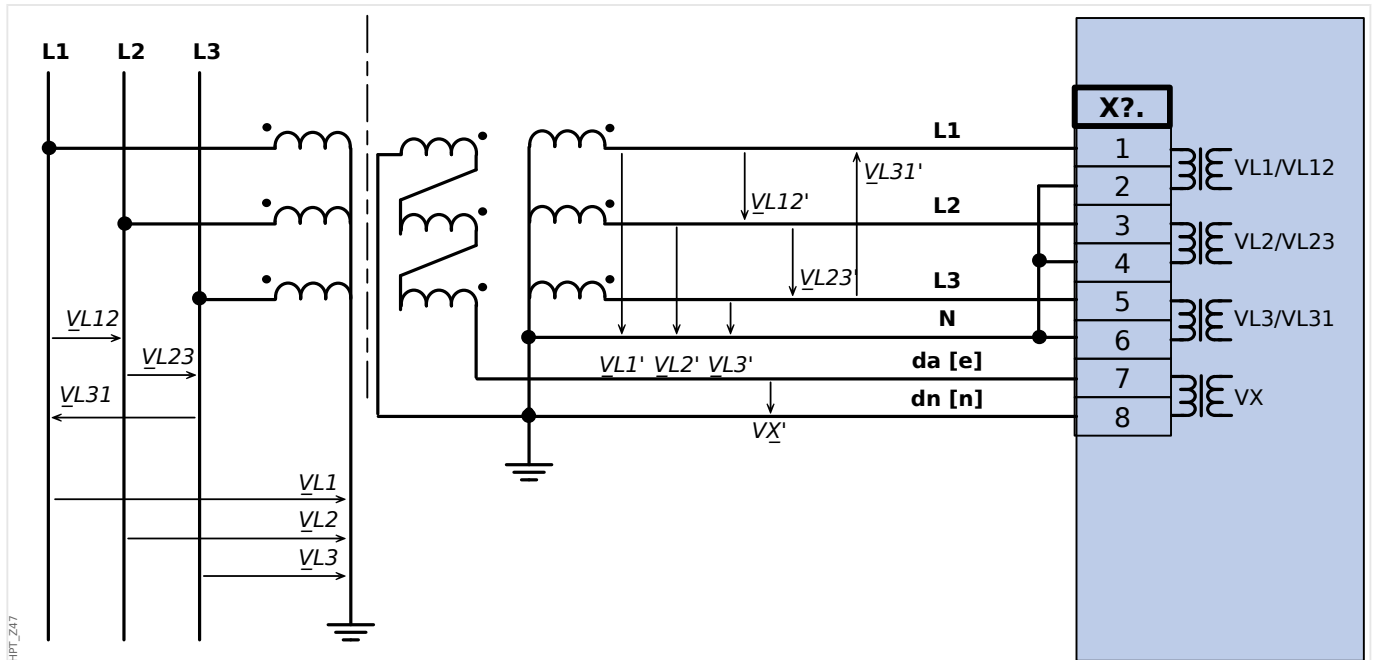 L1 L2 L3
X?.
L1
1
VL31'
VL1/VL12
2
VL12'
L2
3
VL2/VL23
4
L3
VL23'
5
VL12
N
VL3/VL31
6
VL23
VL1' VL2' VL3'
da [e]
7
VL31
dn [n]
VX
8
VX'
VL1
VL2
VL3
HPT_Z47